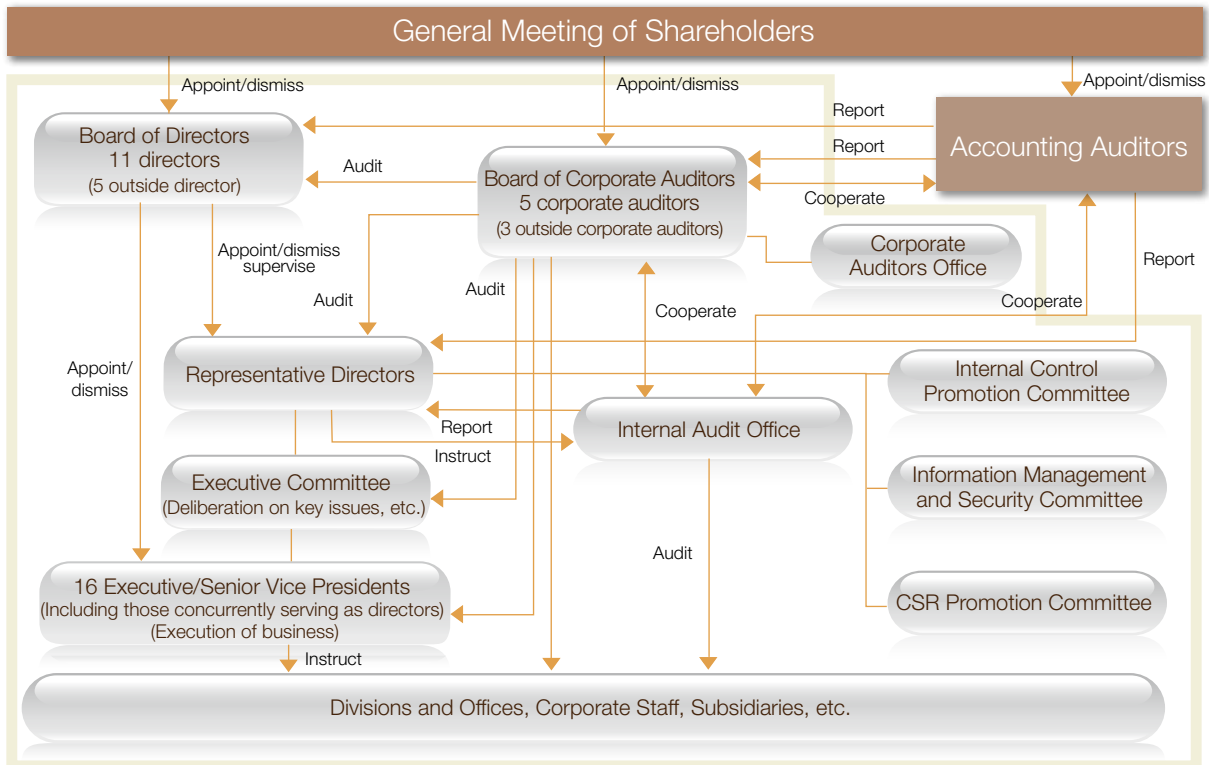 General Meeting of Shareholders
Appoint/dismiss
Appoint/dismiss
Appoint/dismiss
Board of Directors
11 directors
(5 outside director)
Report
Accounting Auditors
Report
Audit
Board of Corporate Auditors
5 corporate auditors
(3 outside corporate auditors)
Cooperate
Corporate
Auditors Office
Appoint/dismiss
supervise
Report
Audit
Audit
Cooperate
Cooperate
Appoint/
dismiss
Representative Directors
Internal Control
Promotion Committee
Report
Internal Audit Office
Instruct
Executive Committee
(Deliberation on key issues, etc.)
Information Management
and Security Committee
Audit
16 Executive/Senior Vice Presidents
(Including those concurrently serving as directors)
(Execution of business)
CSR Promotion Committee
Instruct
Divisions and Offices, Corporate Staff, Subsidiaries, etc.